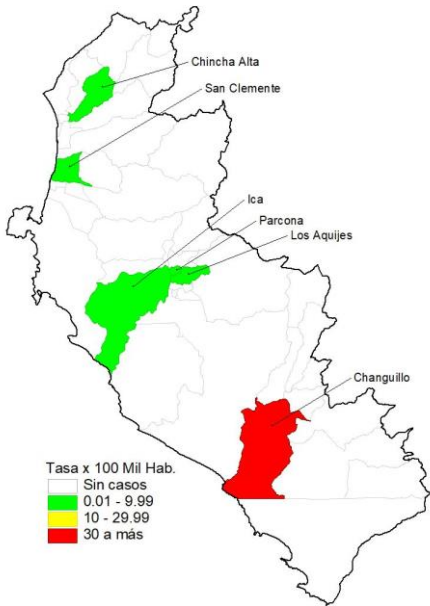 Chincha Alta
San Clemente
Ica
Parcona
Los Aquijes
Changuillo
Tasa x 100 Mil Hab.
Sin casos
0.01 - 9.99
10 - 29.99
30 a más